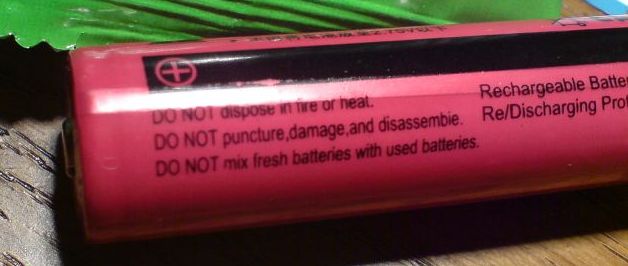 DO NOT dispose in fire or heat.
DO NOT puncture,damage,and disassembie.
DO NOT mix fresh batteries with used batteries.
Rechargeable
Re/Discharging